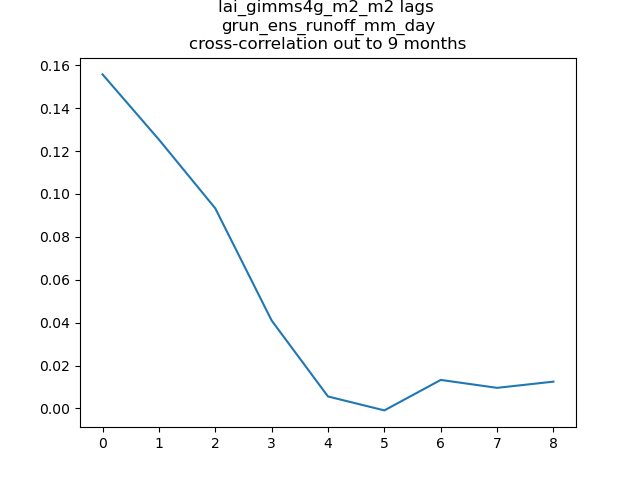 lai_gimms4g_m2_m2 lags
grun_ens_runoff_mm_day
cross-correlation out to 9 months
0.16
0.14
0.12
0.10
0.08
0.06
0.04
0.02
0.00
0 1 2 3 4 5 6 7 8